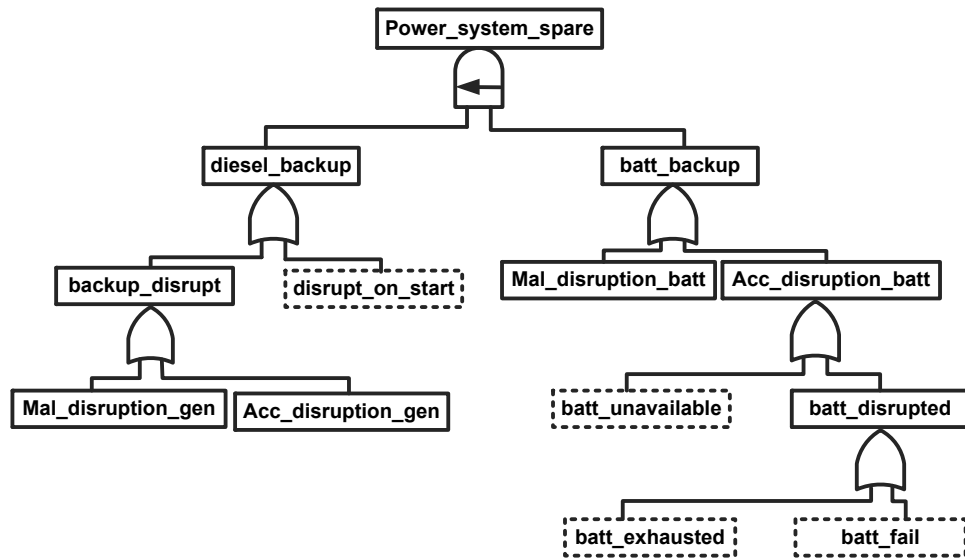 Power_system_spare
diesel_backup
batt_backup
backup_disrupt
disrupt_on_start
Mal_disruption_batt
Acc_disruption_batt
Mal_disruption_gen
Acc_disruption_gen
batt_unavailable
batt_disrupted
batt_exhausted
batt_fail